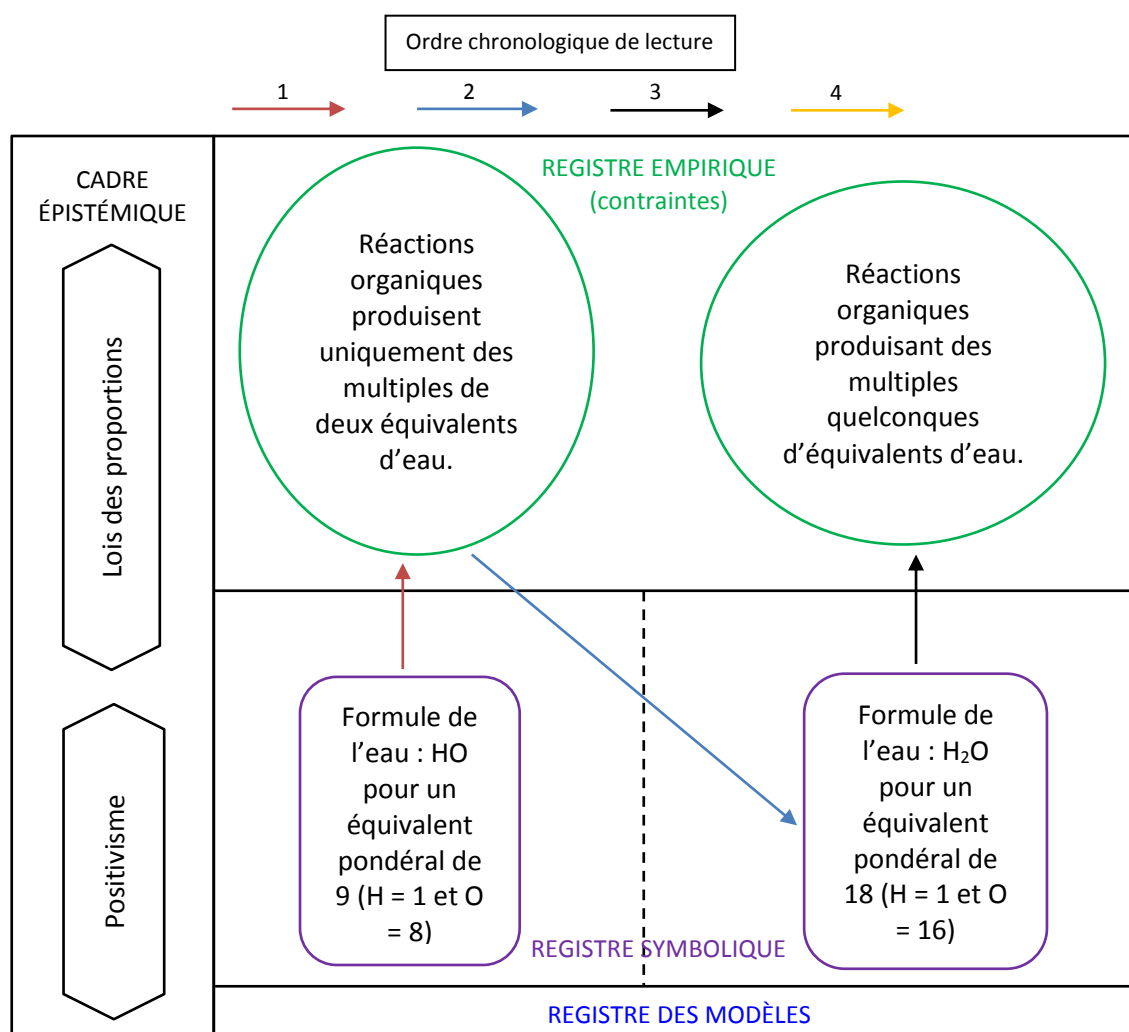 Ordre chronologique de lecture
1
2
3
4
CADRE
ÉPISTÉMIQUE
Lois des proportions
Positivisme
REGISTRE EMPIRIQUE
(contraintes)
Réactions
organiques
produisent
uniquement des
multiples de
deux équivalents
d’eau.
Réactions
organiques
produisant des
multiples
quelconques
d’équivalents d’eau.
Formule de
l’eau : HO
pour un
équivalent
pondéral de
9 (H = 1 et O
= 8)
Formule de
l’eau : H₂O
pour un
équivalent
pondéral de
18 (H = 1 et O
= 16)
REGISTRE SYMBOLIQUE
REGISTRE DES MODÈLES